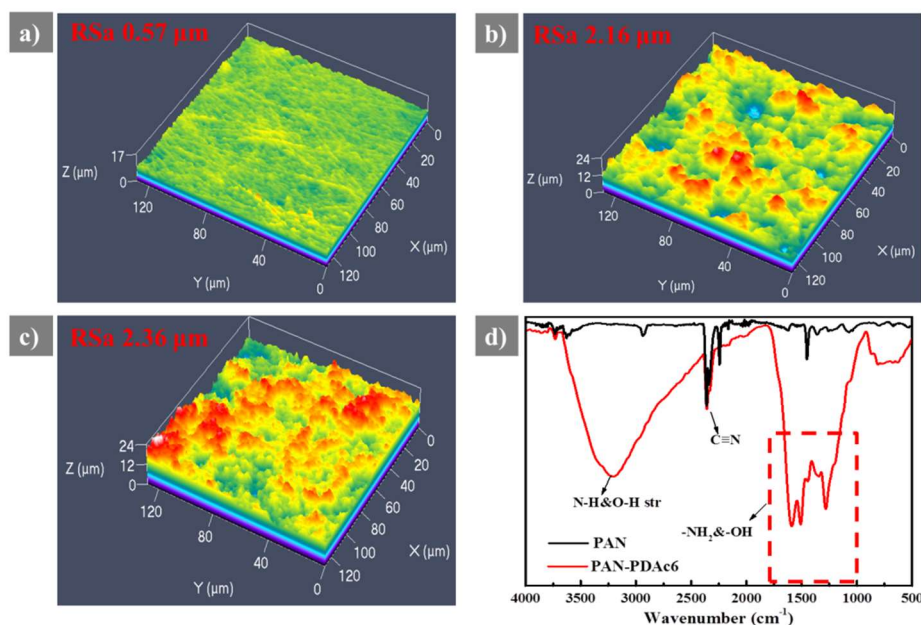 a)
RSa 0.57 μm
Z (μm)
17
0
120
80
40
0
Y (μm)
0
20
40
60
80
100
120
X (μm)
b)
RSa 2.16 μm
Z (μm)
24
12
0
120
80
40
0
Y (μm)
0
20
40
60
80
100
120
X (μm)
c)
RSa 2.36 μm
Z (μm)
24
12
0
120
80
40
0
Y (μm)
0
20
40
60
80
100
120
X (μm)
d)
C≡N
N-H&O-H str
-NH₂&-OH
PAN
PAN-PDAc6
4000 3500 3000 2500 2000 1500 1000 500
Wavenumber (cm⁻¹)